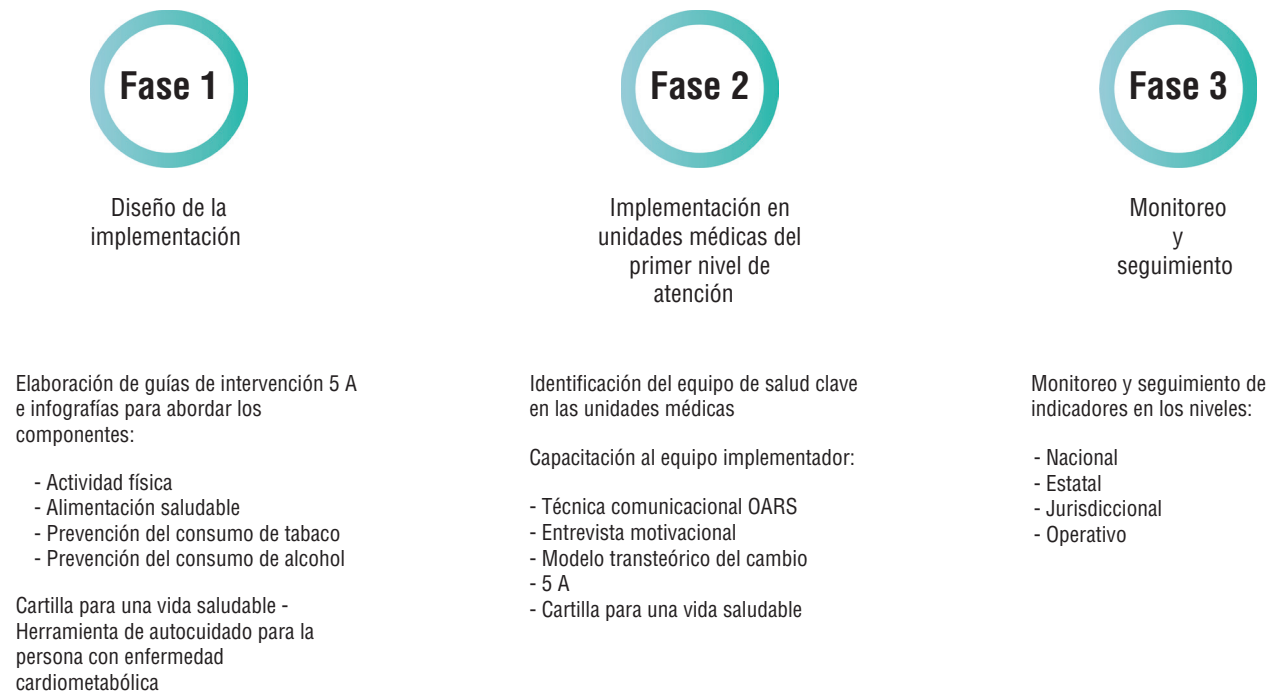 Fase 1
Diseño de la
implementación
Elaboración de guías de intervención 5 A
e infografías para abordar los
componentes:
- Actividad física
- Alimentación saludable
- Prevención del consumo de tabaco
- Prevención del consumo de alcohol
Cartilla para una vida saludable -
Herramienta de autocuidado para la
persona con enfermedad
cardiometabólica
Fase 2
Implementación en
unidades médicas del
primer nivel de
atención
Identificación del equipo de salud clave
en las unidades médicas
Capacitación al equipo implementador:
- Técnica comunicacional OARS
- Entrevista motivacional
- Modelo transteórico del cambio
- 5 A
- Cartilla para una vida saludable
Fase 3
Monitoreo
y
seguimiento
Monitoreo y seguimiento de
indicadores en los niveles:
- Nacional
- Estatal
- Jurisdiccional
- Operativo